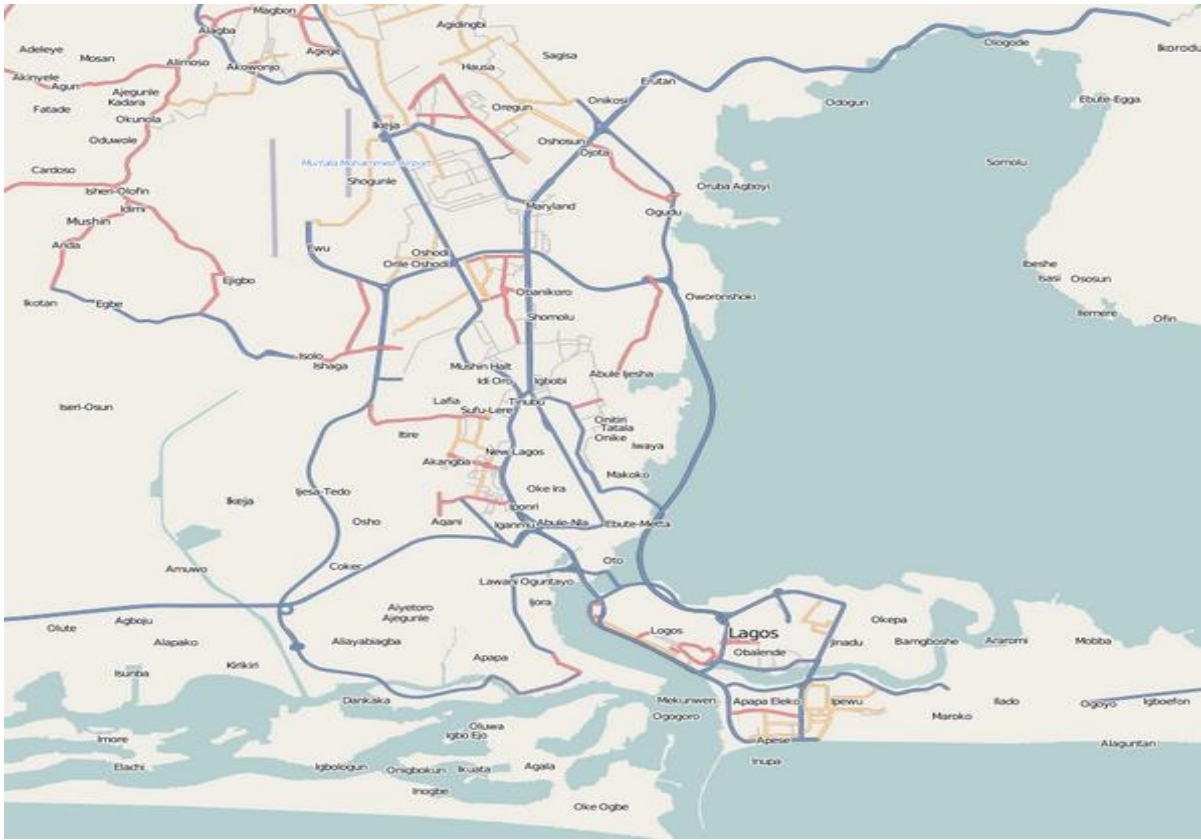 Magbon
Alagba
Agidingbi
Adeleye
Mosan
Agege
Sagisa
Ologode
Ikorodu
Akinyele
Alimoso
Akowonjo
Hausa
Agun
Erutan
Ajegunle
Kadara
Fatade
Oregun
Onikosi
Odogun
Ebute-Egga
Okunola
Ikeja
Oduwole
Oshosun
Ojota
Murtala Mohammed Airport
Somolu
Cardoso
Shogunle
Isheri-Olofin
Oruba Agboyi
Idimi
Maryland
Ogudu
Mushin
Anda
Ewu
Oshodi
Orile-Oshodi
Ibeshe
Isasi
Ososun
Ejigbo
Obanikoro
Oworonshoki
Ikotan
Egbe
Shomolu
Ilemere
Ofin
Isolo
Ishaga
Mushin Halt
Idi Oro
Igbobi
Abule Ijesha
Iseri-Osun
Lafia
Tinubu
Sufu-Lere
Onitiri
Tatala
Onike
Itire
Iwaya
New Lagos
Akangba
Makoko
Ijesa-Tedo
Oke Ira
Ikeja
Iponri
Osho
Aqani
Iganmu
Abule-Nla
Ebute-Metta
Oto
Coker
Amuwo
Lawani Oguntayo
Ijora
Aiyetoro
Ajegunle
Olute
Agboju
Okepa
Alapako
Aliayabiagba
Logos
Lagos
Jinadu
Bamgboshe
Araromi
Mobba
Obalende
Apapa
Kirikiri
Isunba
Dankaka
Mekunwen
Apapa Eleko
Ipewu
Ilado
Ogoyo
Igboefon
Ogogoro
Maroko
Oluwa
Igbo Ejo
Imore
Apese
Alaguntan
Inupa
Elachi
Igbologun
Onigbokun
Ikuata
Agala
Inogbe
Oke Ogbe